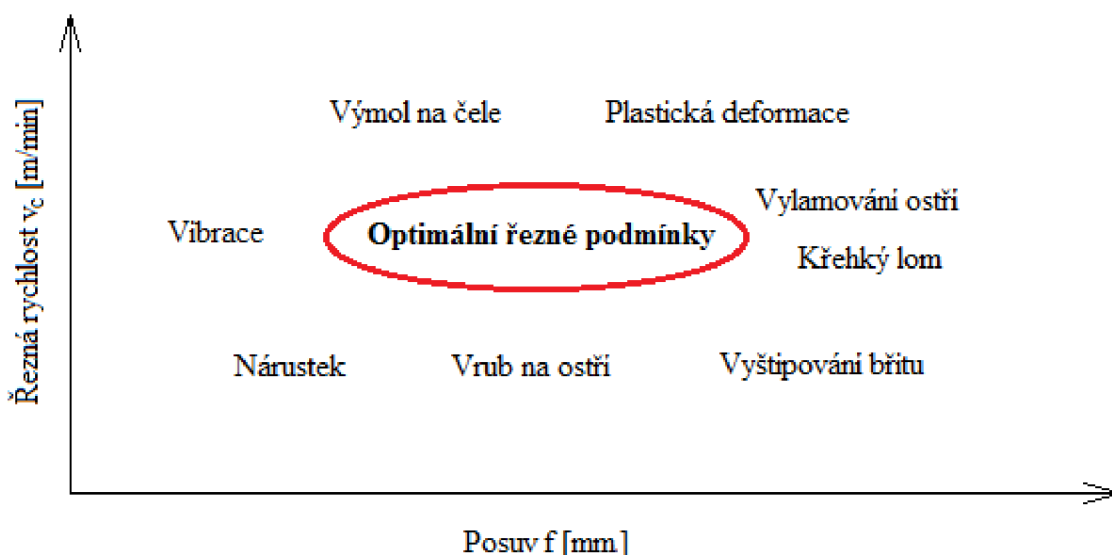 Řezná rychlost vc [m/min]
Výmol na čele
Plastická deformace
Vylamování ostří
Vibrace
Optimální řezné podmínky
Křehký lom
Nárustek
Vrub na ostří
Vyštipování břitu
Posuv f [mm]